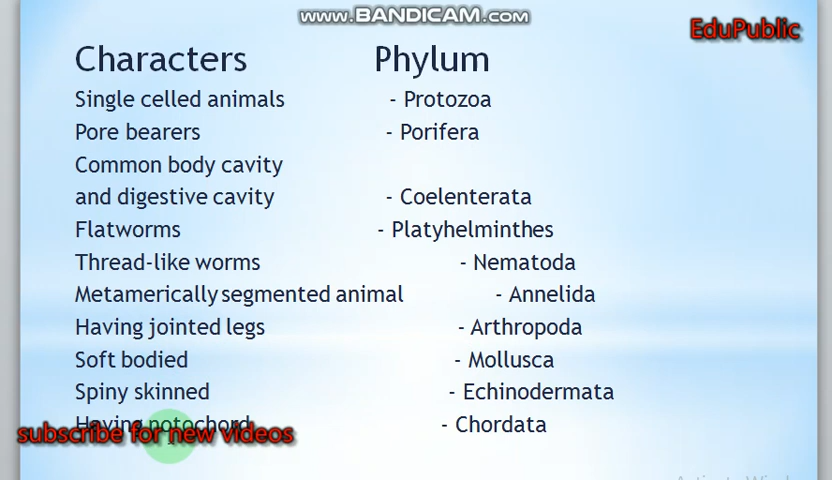 www.BANDICAM.com
EduPublic
Characters Phylum
Single celled animals - Protozoa
Pore bearers - Porifera
Common body cavity
and digestive cavity - Coelenterata
Flatworms - Platyhelminthes
Thread-like worms - Nematoda
Metamerically segmented animal - Annelida
Having jointed legs - Arthropoda
Soft bodied - Mollusca
Spiny skinned - Echinodermata
Having notochord - Chordata
subscribe for new videos